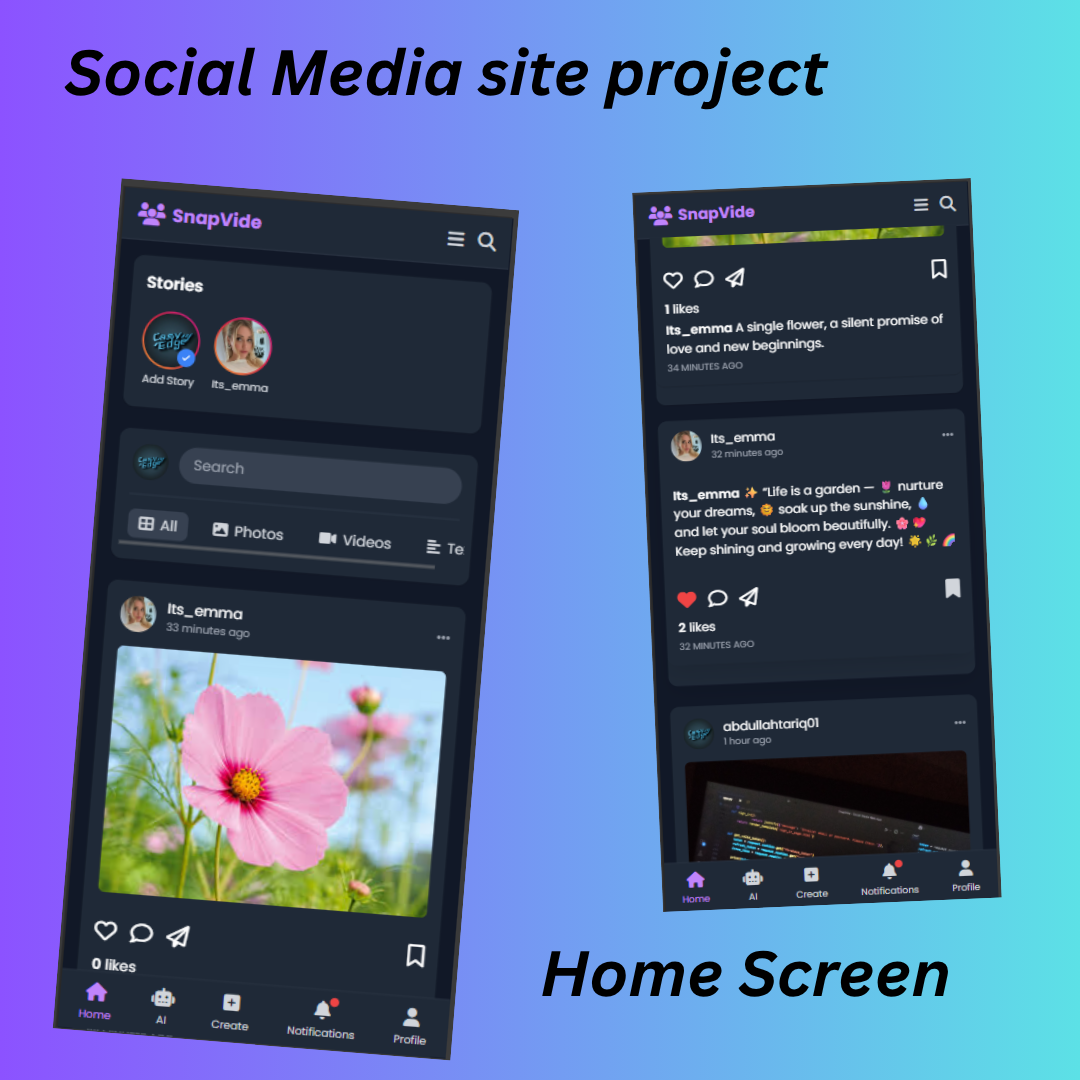 Social Media site project
SnapVide
Stories
Add Story
Its_emma
Search
All
Photos
Videos
Te
Its_emma
33 minutes ago
0 likes
Home
AI
Create
Notifications
Profile
SnapVide
1 likes
Its_emma A single flower, a silent promise of
love and new beginnings.
34 MINUTES AGO
Its_emma
32 minutes ago
Its_emma ✨ "Life is a garden — 🌷 nurture
your dreams, 🌞 soak up the sunshine, 💧
and let your soul bloom beautifully. 🌸 💖
Keep shining and growing every day! 🌟 🌿 🌈
2 likes
32 MINUTES AGO
abdullahtariq01
1 hour ago
Home
AI
Create
Notifications
Profile
Home Screen